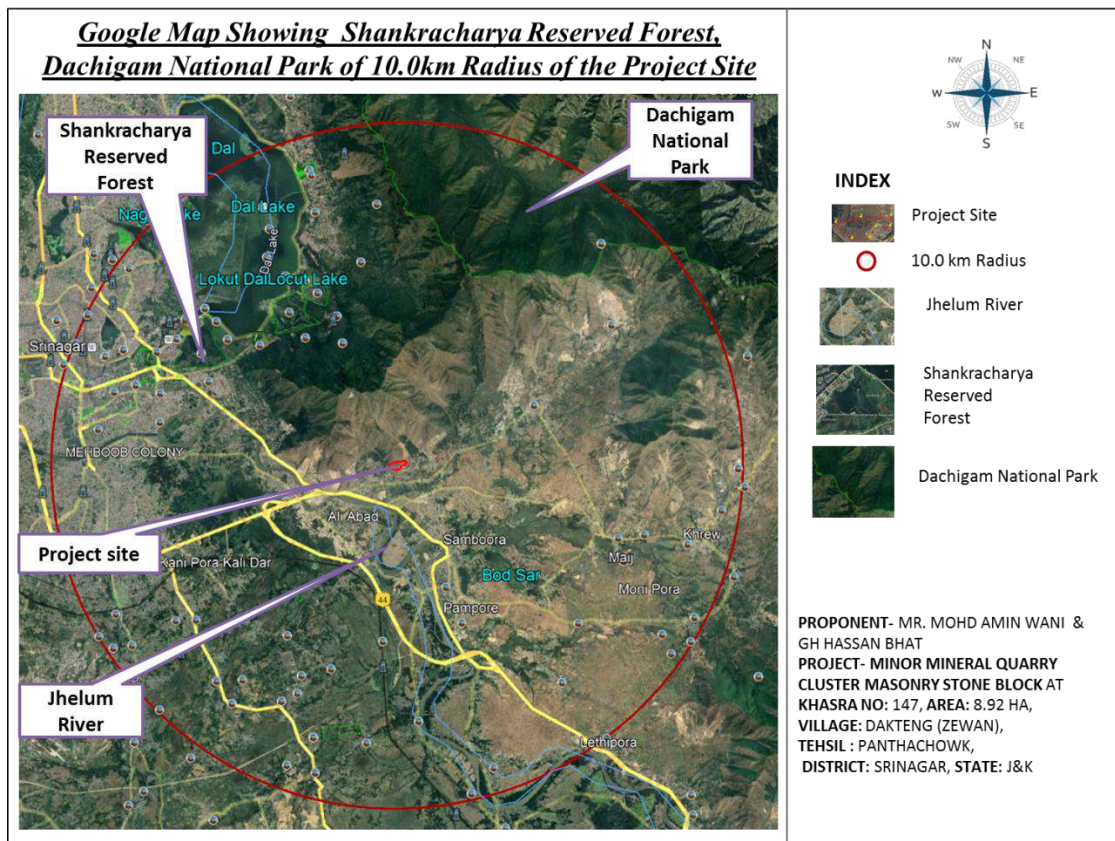 Google Map Showing Shankracharya Reserved Forest,
Dachigam National Park of 10.0km Radius of the Project Site
Shankracharya
Reserved
Forest
Dachigam
National
Park
Dal
Dal Lake
Dal Lake
Lokut Dal
Locut Lake
Srinagar
MEHBOOB COLONY
Project site
Ali Abad
Samboora
Kani Pora Kali Dar
Bod Sar
Maij
Khrew
Moni Pora
44
Pampore
Jhelum
River
Lethipora
N
NW
NE
W
E
SW
SE
S
INDEX
Project Site
10.0 km Radius
Jhelum River
Shankracharya
Reserved
Forest
Dachigam National Park
PROPONENT- MR. MOHD AMIN WANI &
GH HASSAN BHAT
PROJECT- MINOR MINERAL QUARRY
CLUSTER MASONRY STONE BLOCK AT
KHASRA NO: 147, AREA: 8.92 HA,
VILLAGE: DAKTENG (ZEWAN),
TEHSIL : PANTHACHOWK,
DISTRICT: SRINAGAR, STATE: J&K